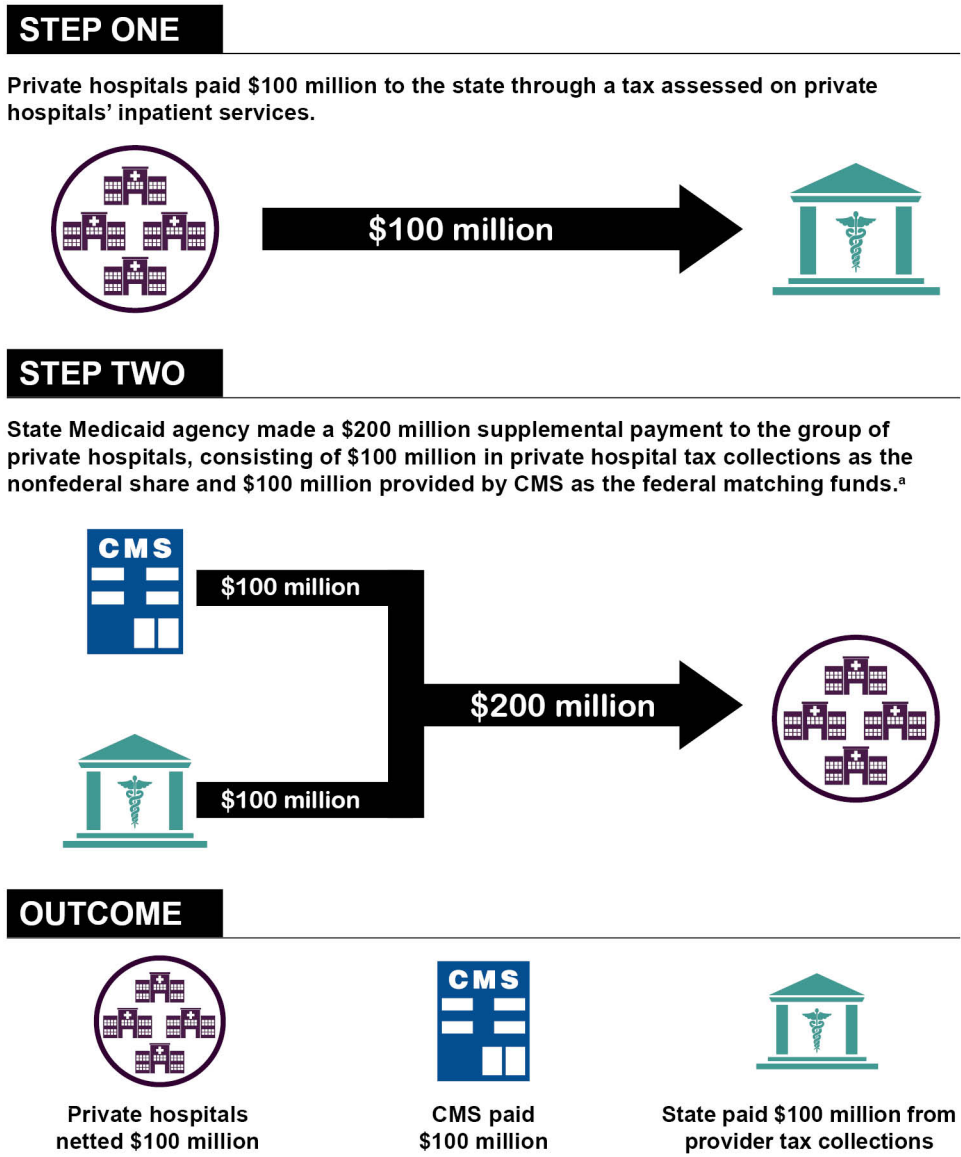 STEP ONE
Private hospitals paid $100 million to the state through a tax assessed on private
hospitals’ inpatient services.
$100 million
STEP TWO
State Medicaid agency made a $200 million supplemental payment to the group of
private hospitals, consisting of $100 million in private hospital tax collections as the
nonfederal share and $100 million provided by CMS as the federal matching funds.ª
CMS
$100 million
$200 million
$100 million
OUTCOME
CMS
Private hospitals
netted $100 million
CMS paid
$100 million
State paid $100 million from
provider tax collections